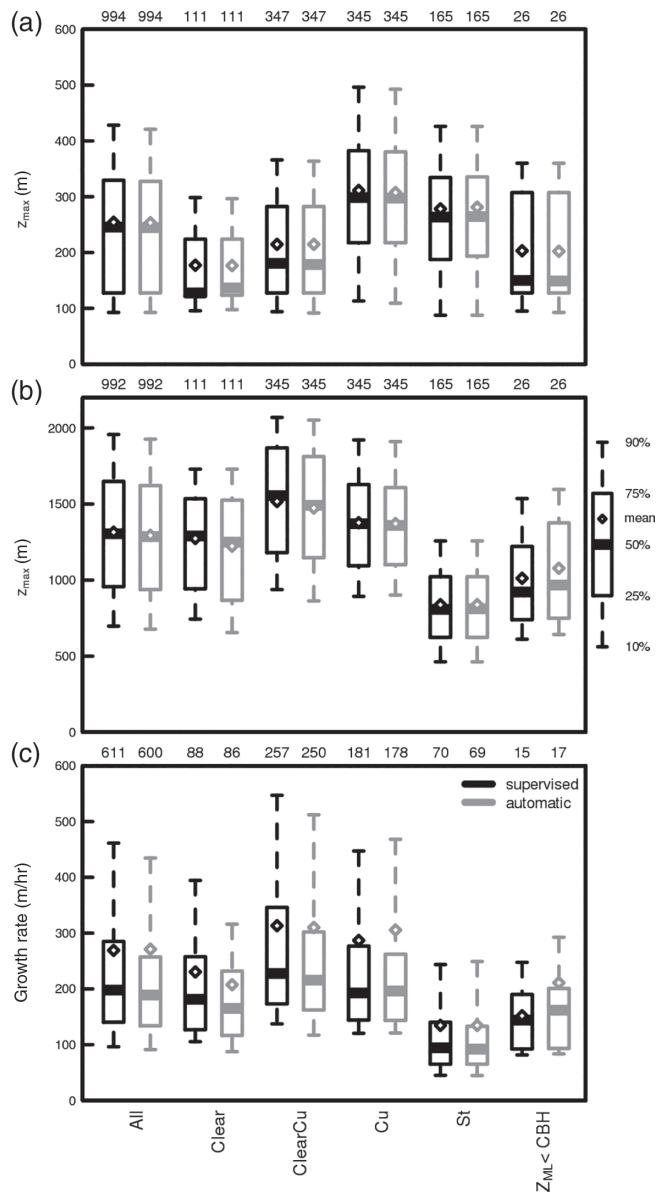 (a) 994 994 111 111 347 347 345 345 165 165 26 26
600
500
400
300
200
100
0
z_max (m)
(b) 992 992 111 111 345 345 345 345 165 165 26 26
2000
1500
1000
500
0
z_max (m)
90%
75%
mean
50%
25%
10%
(c) 611 600 88 86 257 250 181 178 70 69 15 17
600
500
400
300
200
100
0
Growth rate (m/hr)
supervised
automatic
All
Clear
ClearCu
Cu
St
Z_ML < CBH